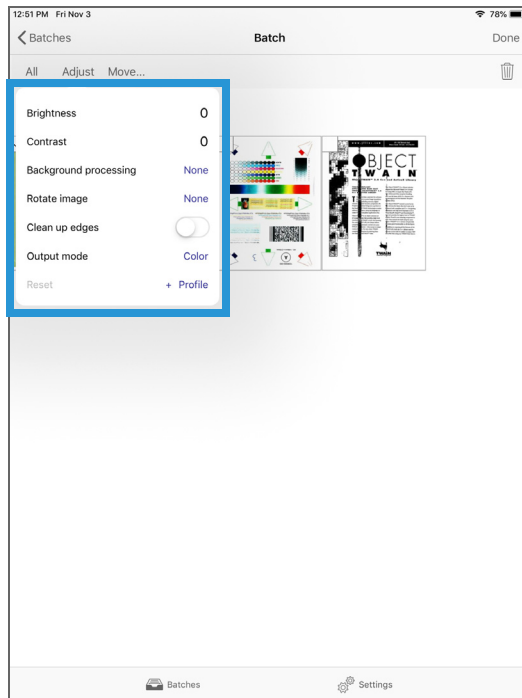 12:51 PM Fri Nov 3 78%
Batches Batch Done
All Adjust Move...
Brightness 0
Contrast 0
Background processing None
Rotate image None
Clean up edges
Output mode Color
Reset + Profile
OBJECT
TWAIN
TWAIN
Batches Settings